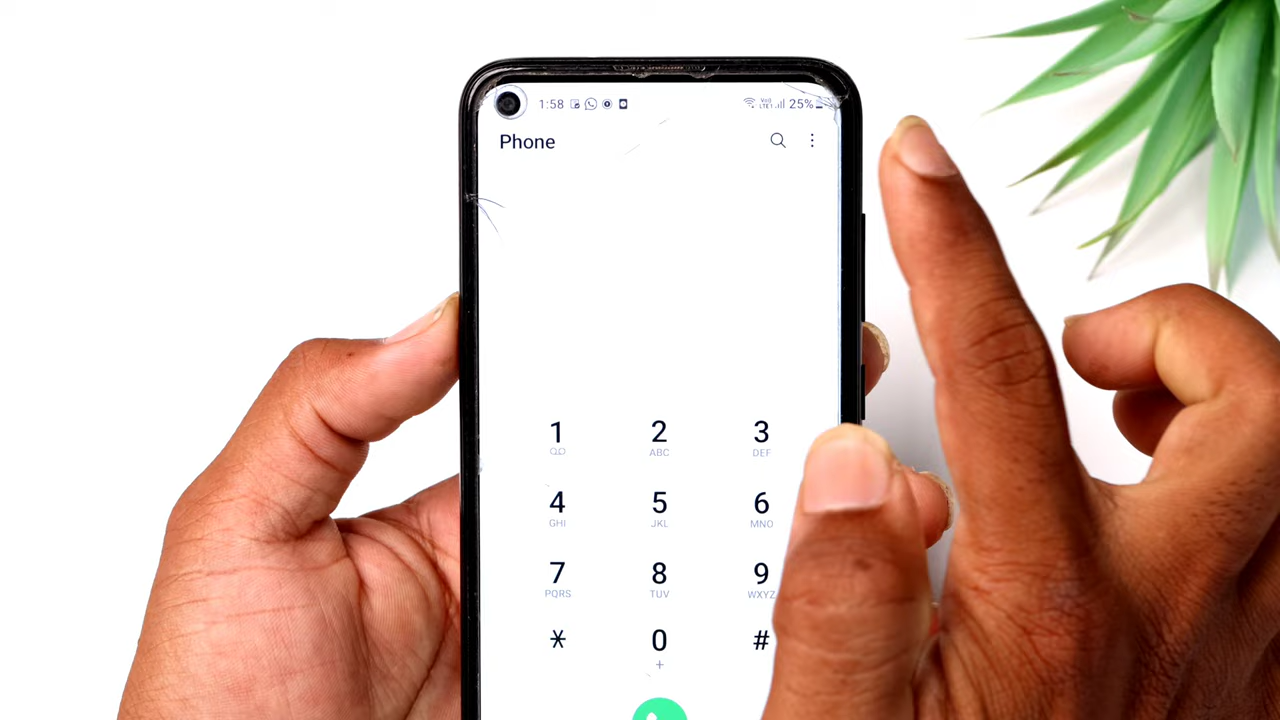 1:58 25%
Phone
1 2 3
ABC DEF
4 5 6
GHI JKL MNO
7 8 9
PQRS TUV WXYZ
* 0 #
+